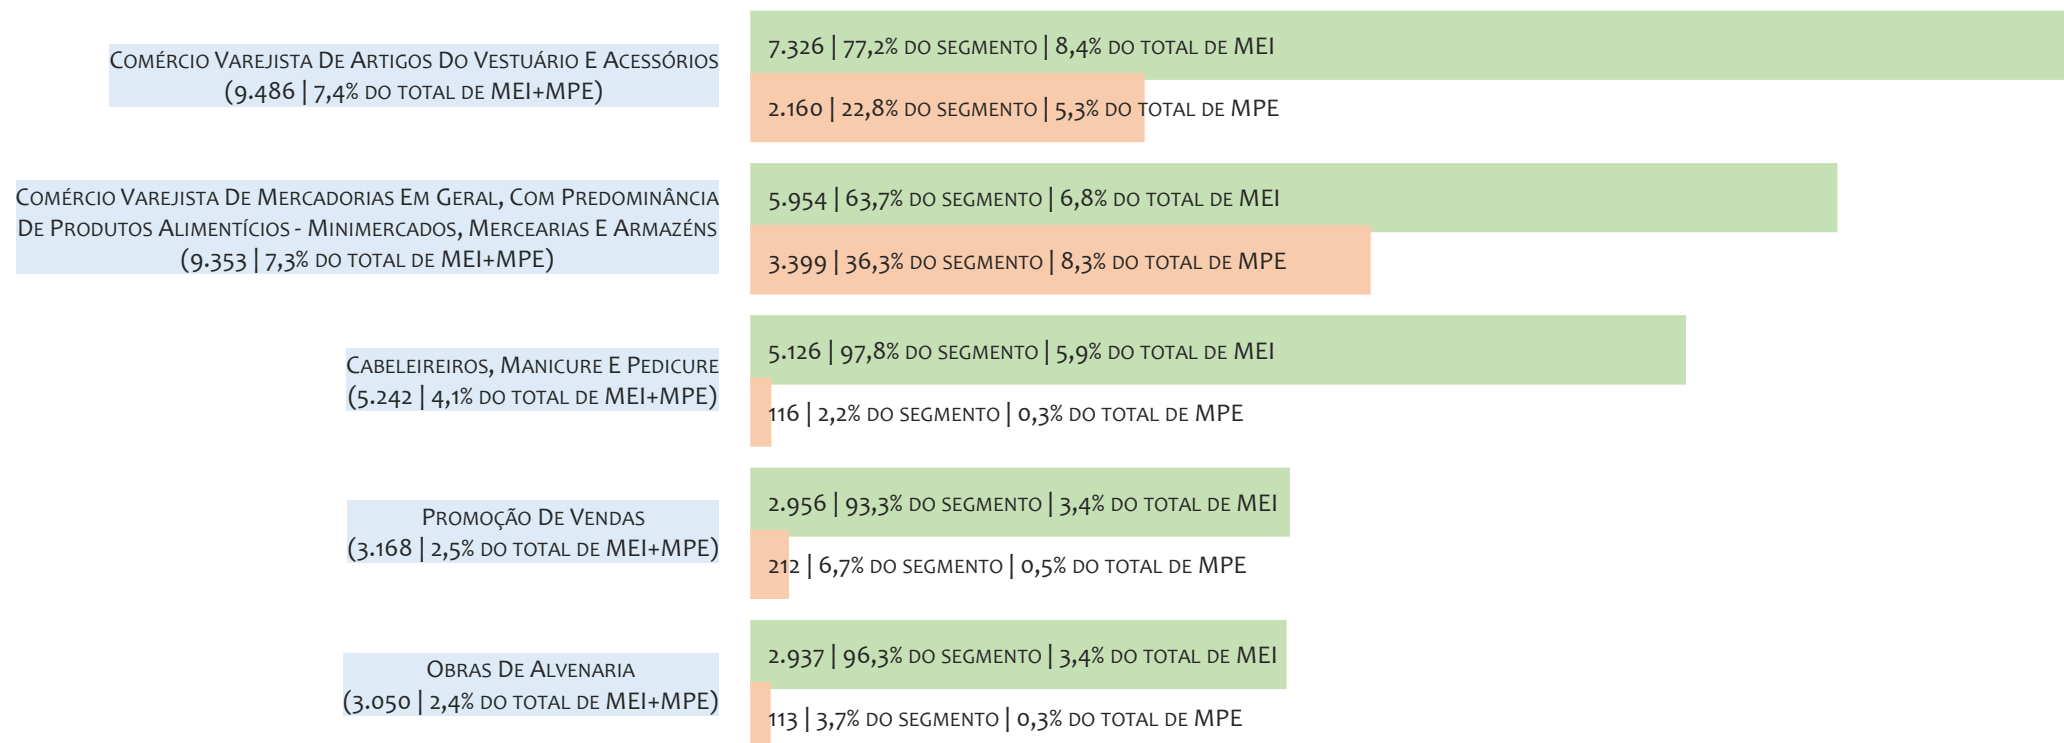 Comércio Varejista De Artigos Do Vestuário E Acessórios
(9.486 | 7,4% do total de MEI+MPE)
7.326 | 77,2% do segmento | 8,4% do total de MEI
2.160 | 22,8% do segmento | 5,3% do total de MPE
Comércio Varejista De Mercadorias Em Geral, Com Predominância
De Produtos Alimentícios - Minimercados, Mercearias E Armazéns
(9.353 | 7,3% do total de MEI+MPE)
5.954 | 63,7% do segmento | 6,8% do total de MEI
3.399 | 36,3% do segmento | 8,3% do total de MPE
Cabeleireiros, Manicure E Pedicure
(5.242 | 4,1% do total de MEI+MPE)
5.126 | 97,8% do segmento | 5,9% do total de MEI
116 | 2,2% do segmento | 0,3% do total de MPE
Promoção De Vendas
(3.168 | 2,5% do total de MEI+MPE)
2.956 | 93,3% do segmento | 3,4% do total de MEI
212 | 6,7% do segmento | 0,5% do total de MPE
Obras De Alvenaria
(3.050 | 2,4% do total de MEI+MPE)
2.937 | 96,3% do segmento | 3,4% do total de MEI
113 | 3,7% do segmento | 0,3% do total de MPE